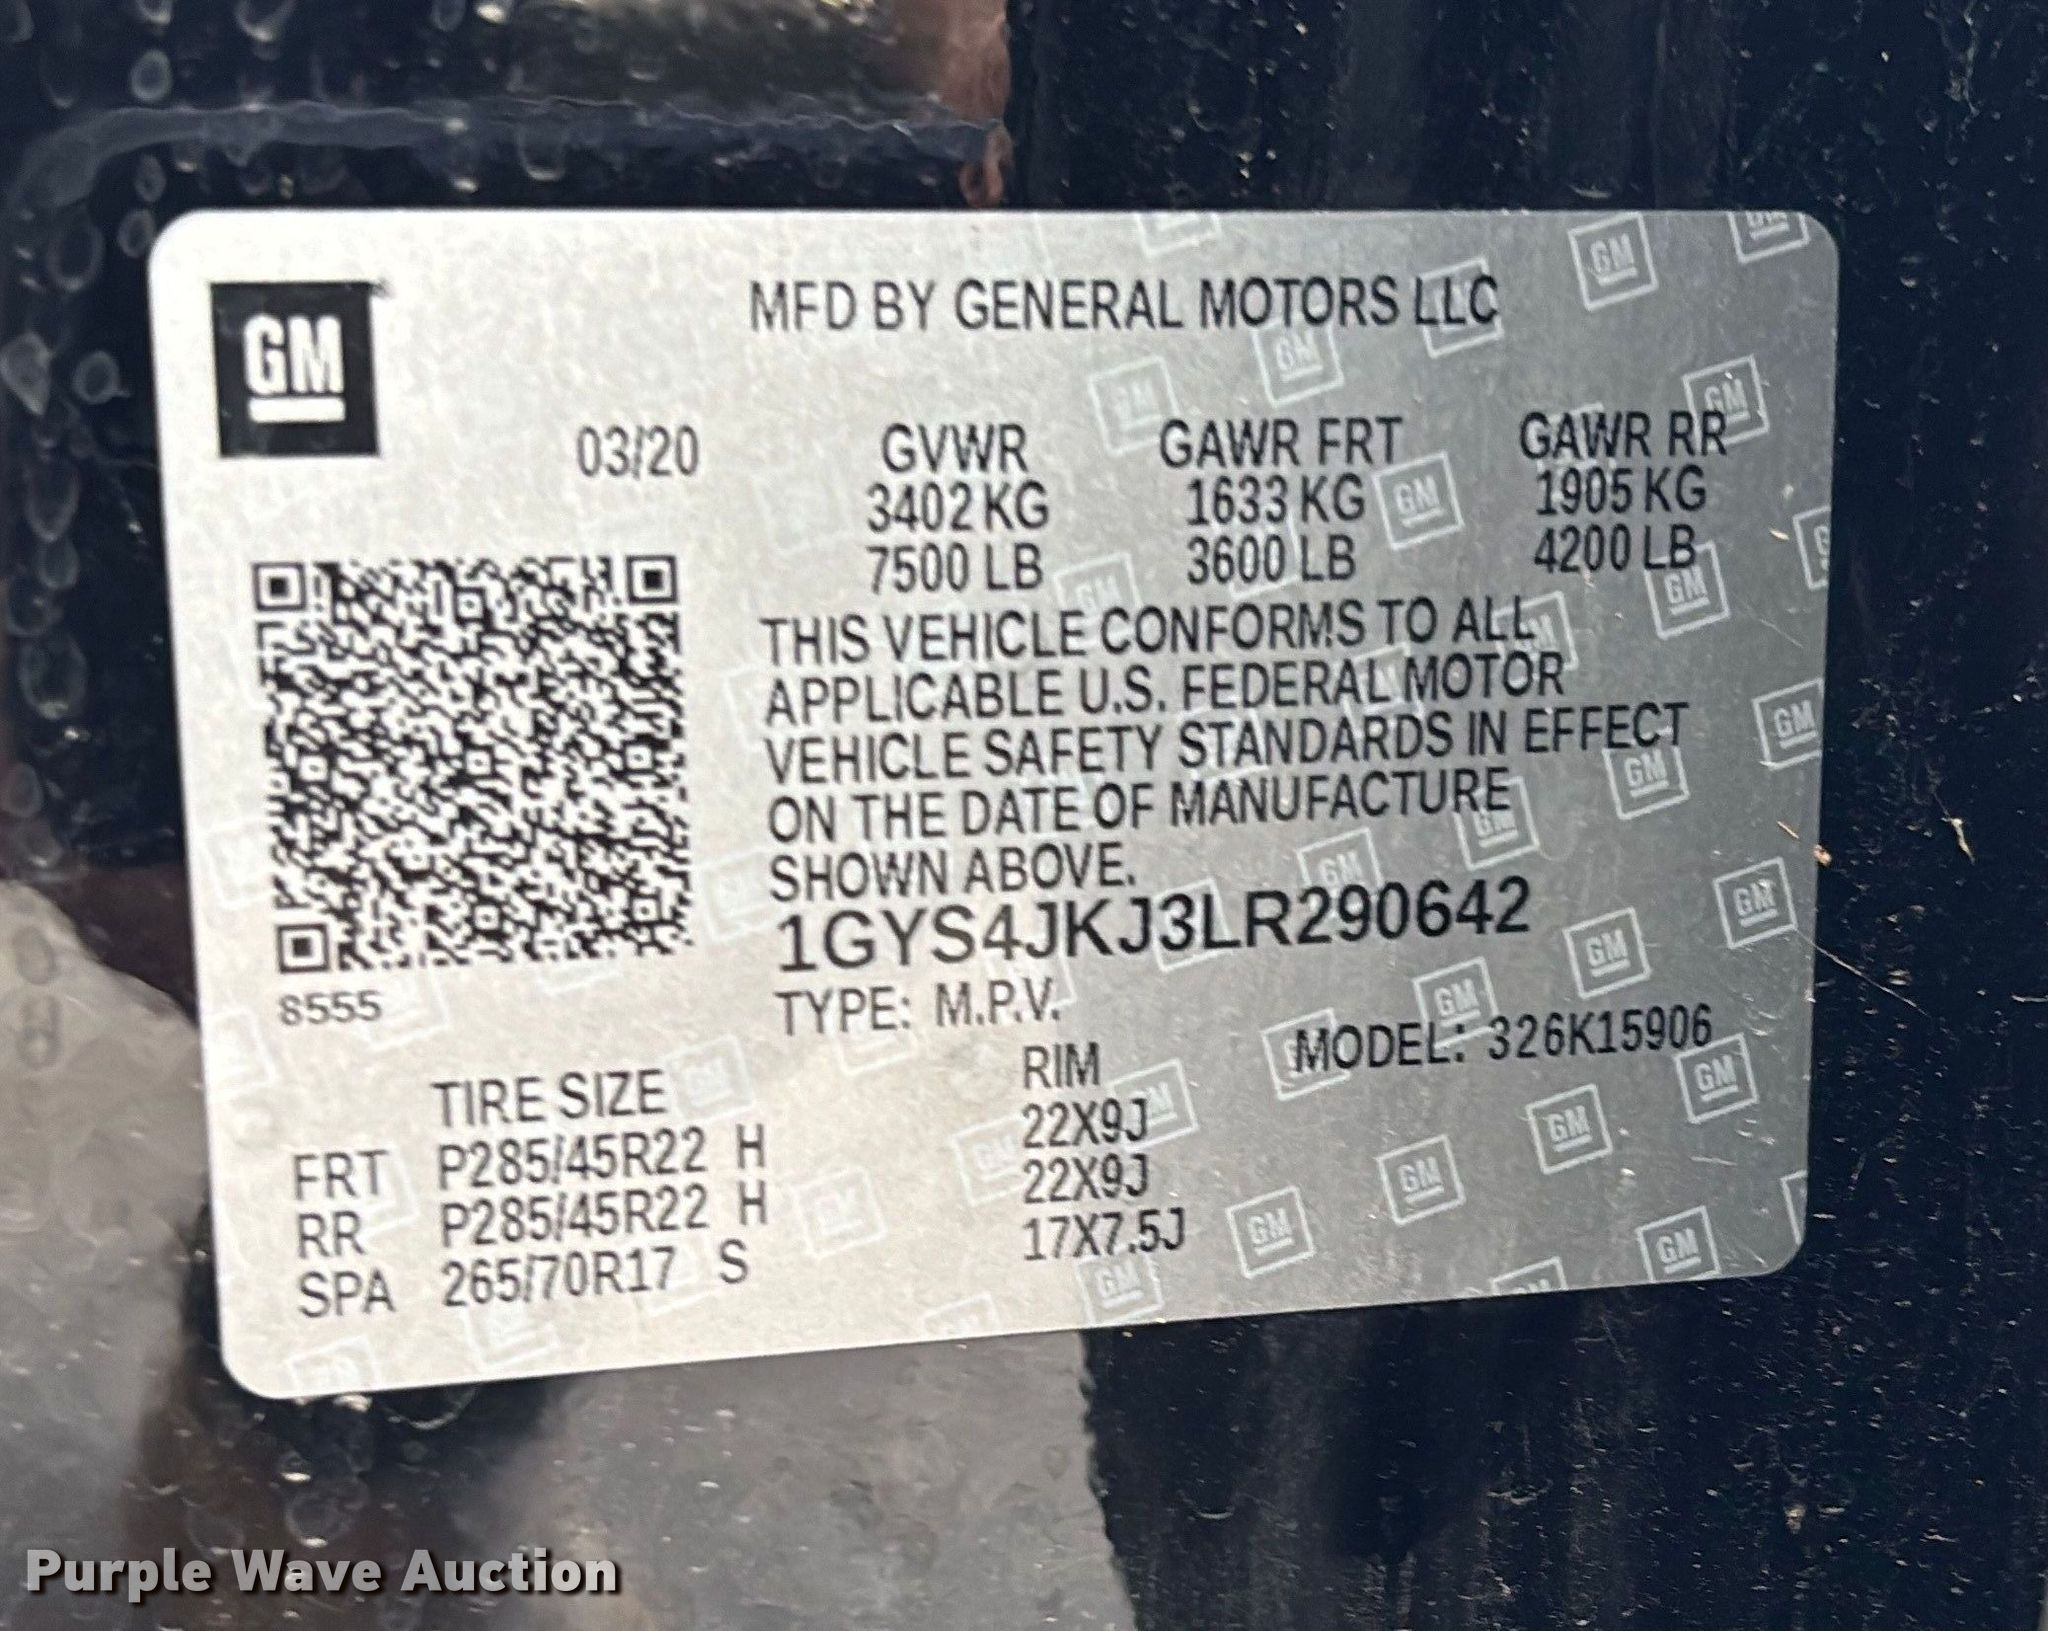 GM
MFD BY GENERAL MOTORS LLC
03/20
GVWR GAWR FRT GAWR RR
3402 KG 1633 KG 1905 KG
7500 LB 3600 LB 4200 LB
THIS VEHICLE CONFORMS TO ALL
APPLICABLE U.S. FEDERAL MOTOR
VEHICLE SAFETY STANDARDS IN EFFECT
ON THE DATE OF MANUFACTURE
SHOWN ABOVE.
1GYS4JKJ3LR290642
8555
TYPE: M.P.V. MODEL: 326K15906
TIRE SIZE RIM
FRT P285/45R22 H 22X9J
RR P285/45R22 H 22X9J
SPA 265/70R17 S 17X7.5J
Purple Wave Auction